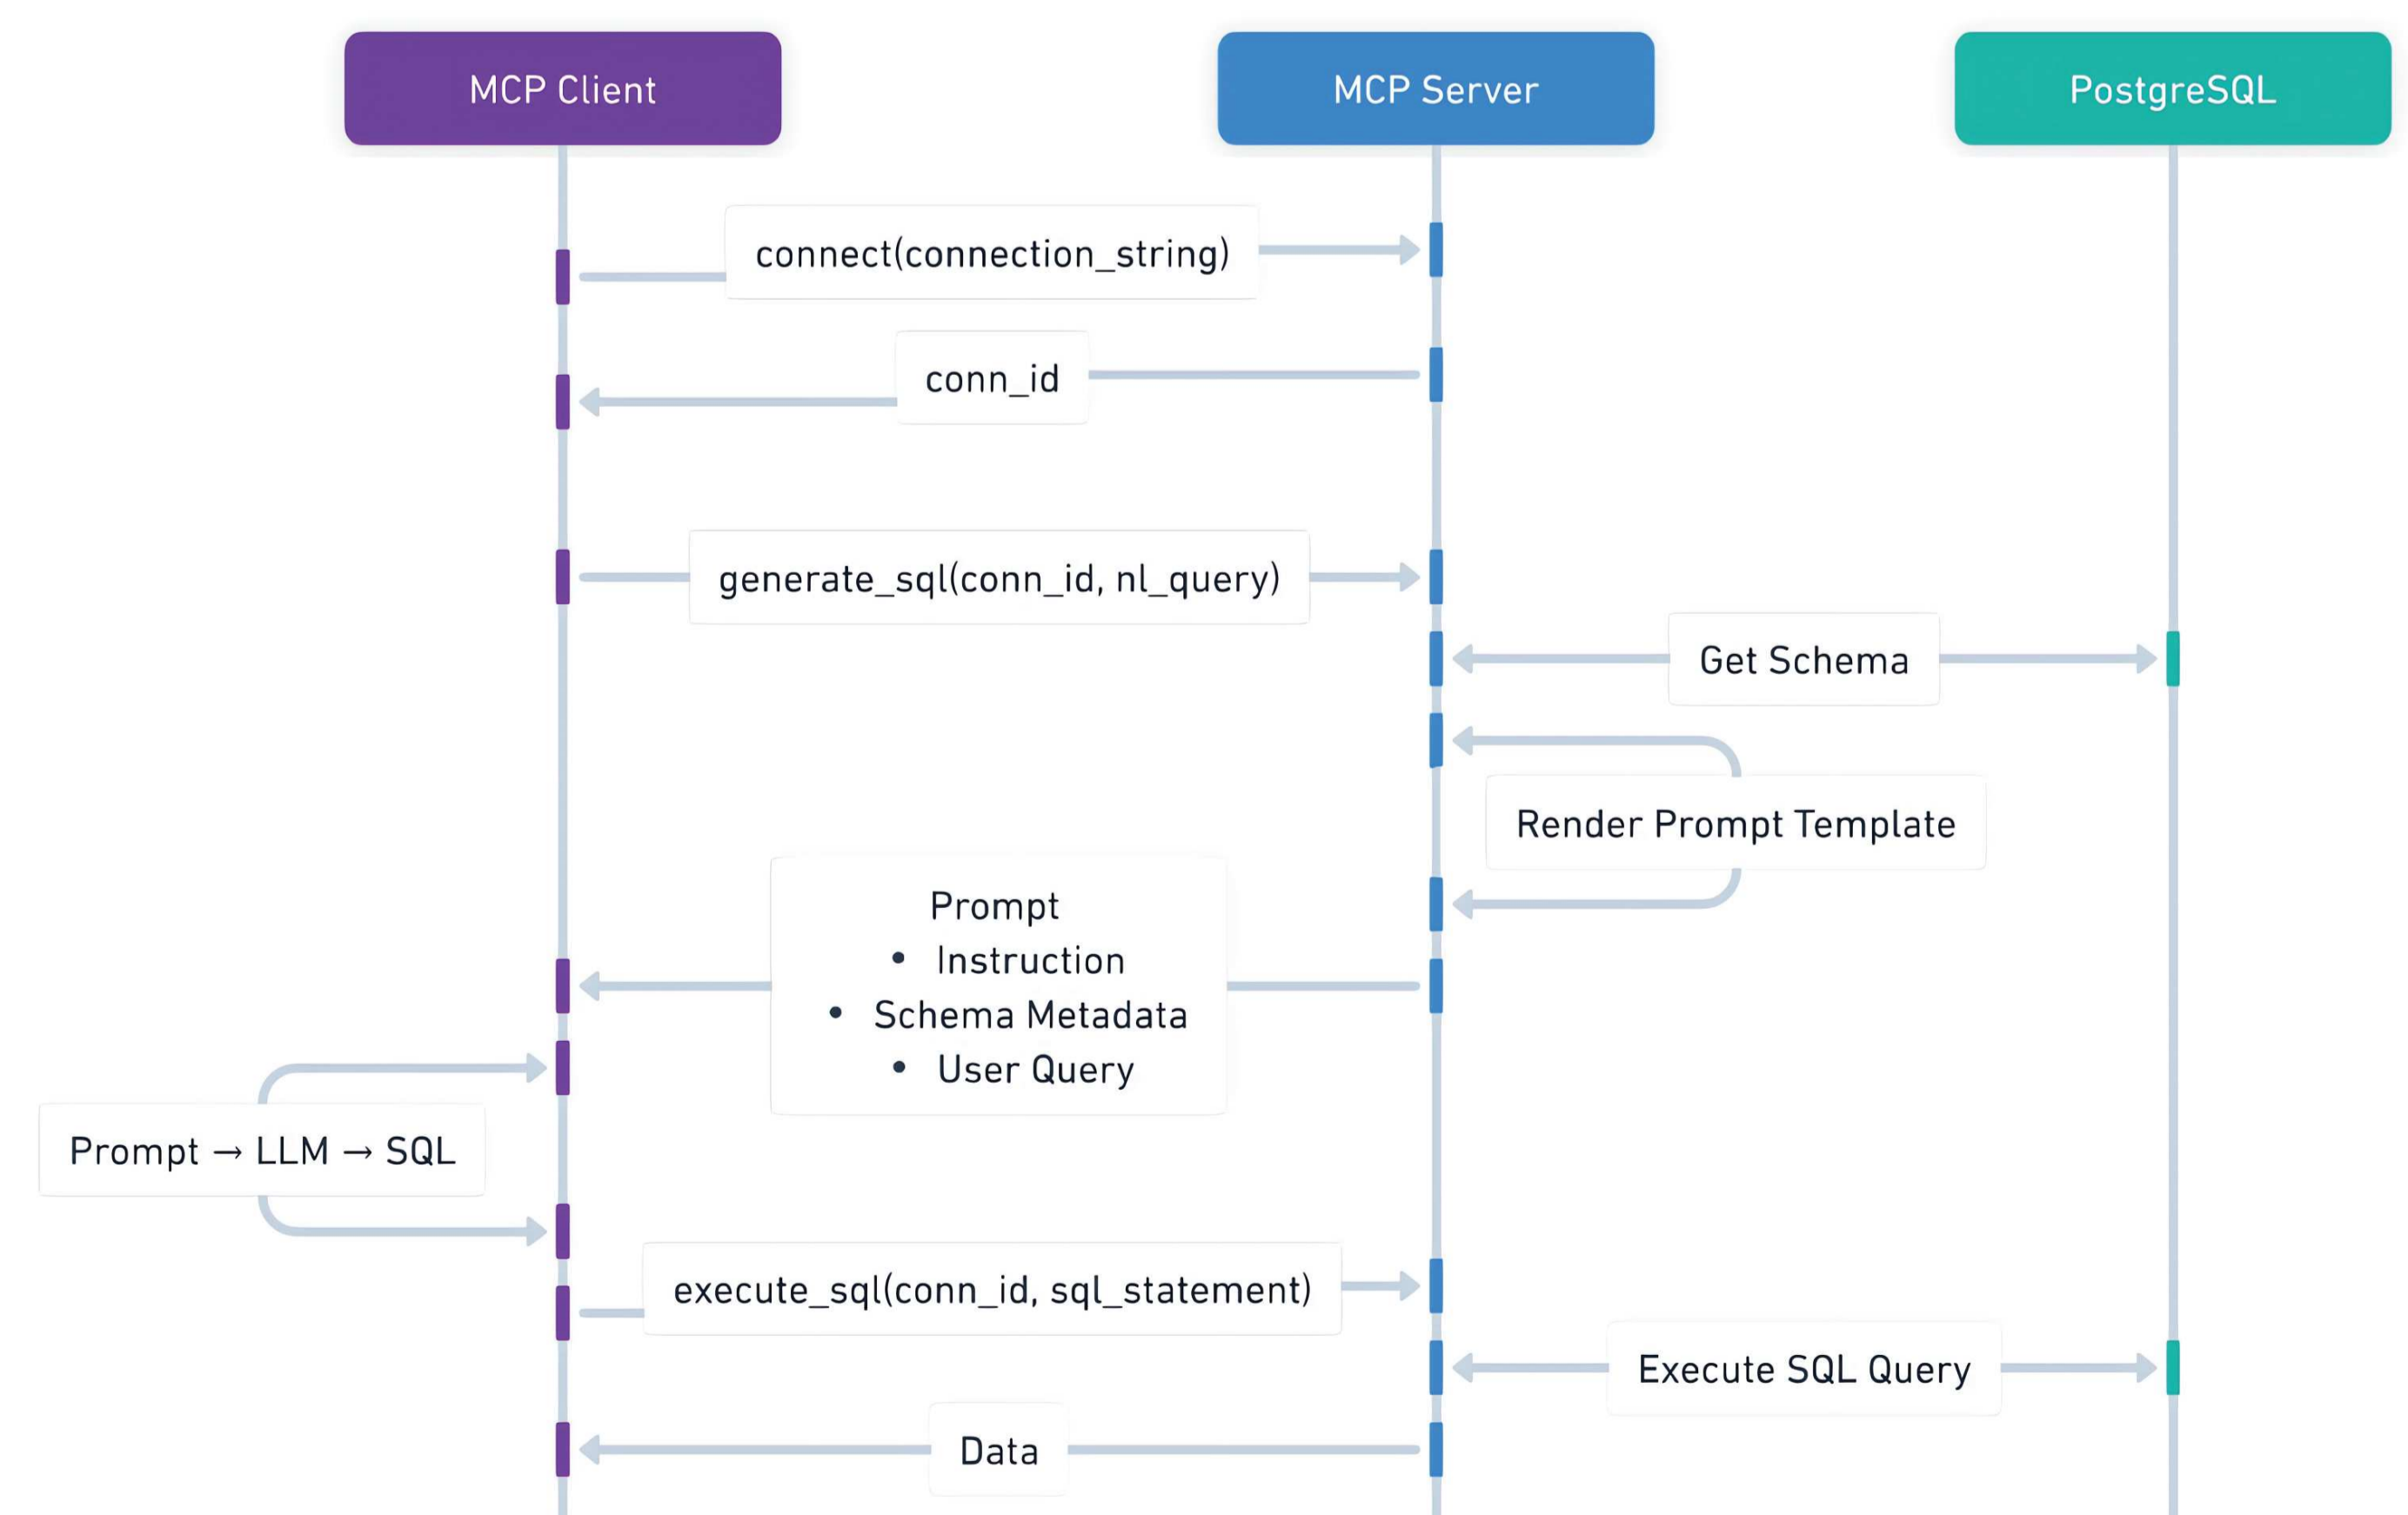 MCP Client
MCP Server
PostgreSQL
connect(connection_string)
conn_id
generate_sql(conn_id, nl_query)
Get Schema
Render Prompt Template
Prompt
• Instruction
• Schema Metadata
• User Query
Prompt → LLM → SQL
execute_sql(conn_id, sql_statement)
Execute SQL Query
Data